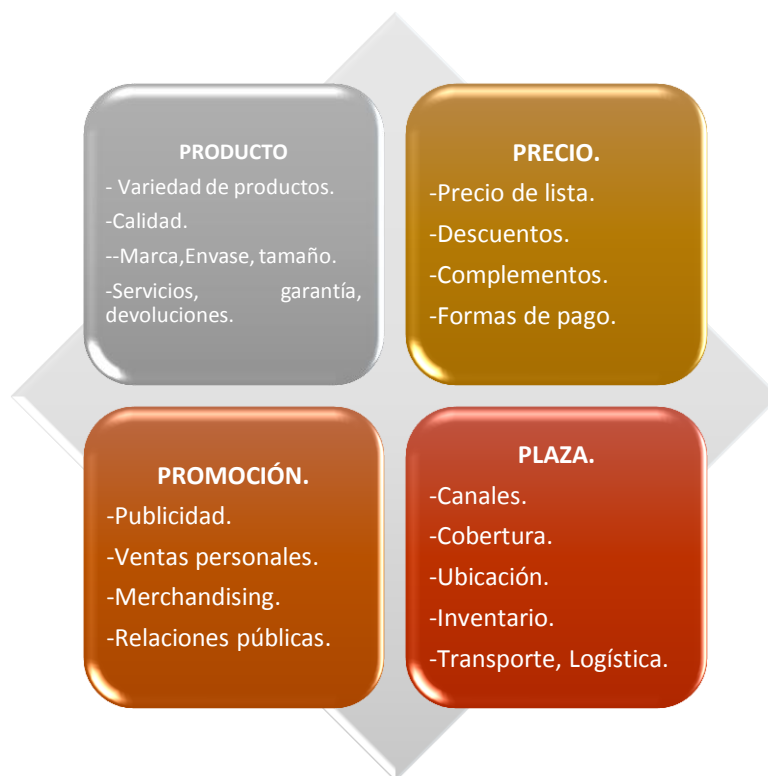 PRODUCTO
- Variedad de productos.
-Calidad.
--Marca,Envase, tamaño.
-Servicios, garantía,
devoluciones.
PRECIO.
-Precio de lista.
-Descuentos.
-Complementos.
-Formas de pago.
PROMOCIÓN.
-Publicidad.
-Ventas personales.
-Merchandising.
-Relaciones públicas.
PLAZA.
-Canales.
-Cobertura.
-Ubicación.
-Inventario.
-Transporte, Logística.